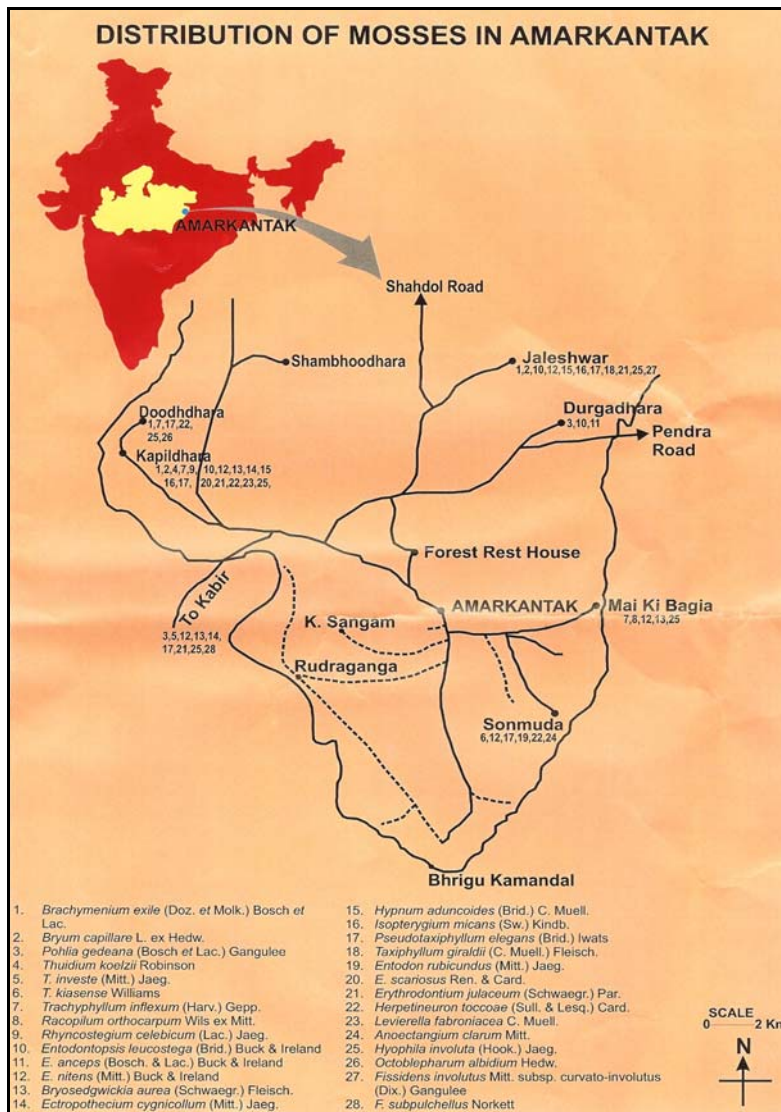 DISTRIBUTION OF MOSSES IN AMARKANTAK
AMARKANTAK
Shahdol Road
Shambhoodhara
Jaleshwar
1,2,10,12,15,16,17,18,21,25,27
Doodhdhara
1,7,17,22,
25,26
Durgadhara
3,10,11
Pendra
Road
Kapildhara
1,2,4,7,9, 10,12,13,14,15
16,17, 20,21,22,23,25,
Forest Rest House
To Kabir
3,5,12,13,14,
17,21,25,28
AMARKANTAK
Mai Ki Bagia
7,8,12,13,25
K. Sangam
Rudraganga
Sonmuda
6,12,17,19,22,24
Bhrigu Kamandal
1. Brachymenium exile (Doz. et Molk.) Bosch et
Lac.
2. Bryum capillare L. ex Hedw.
3. Pohlia gedeana (Bosch et Lac.) Gangulee
4. Thuidium koelzii Robinson
5. T. investe (Mitt.) Jaeg.
6. T. kiasense Williams
7. Trachyphyllum inflexum (Harv.) Gepp.
8. Racopilum orthocarpum Wils ex Mitt.
9. Rhyncostegium celebicum (Lac.) Jaeg.
10. Entodontopsis leucostega (Brid.) Buck & Ireland
11. E. anceps (Bosch. & Lac.) Buck & Ireland
12. E. nitens (Mitt.) Buck & Ireland
13. Bryosedgwickia aurea (Schwaegr.) Fleisch.
14. Ectropothecium cygnicollum (Mitt.) Jaeg.
15. Hypnum aduncoides (Brid.) C. Muell.
16. Isopterygium micans (Sw.) Kindb.
17. Pseudotaxiphyllum elegans (Brid.) Iwats
18. Taxiphyllum giraldii (C. Muell.) Fleisch.
19. Entodon rubicundus (Mitt.) Jaeg.
20. E. scariosus Ren. & Card.
21. Erythrodontium julaceum (Schwaegr.) Par.
22. Herpetineuron toccoae (Sull. & Lesq.) Card.
23. Levierella fabroniacea C. Muell.
24. Anoectangium clarum Mitt.
25. Hyophila involuta (Hook.) Jaeg.
26. Octoblepharum albidium Hedw.
27. Fissidens involutus Mitt. subsp. curvato-involutus
(Dix.) Gangulee
28. F. subpulchellus Norkett
SCALE
0 2 Km
N